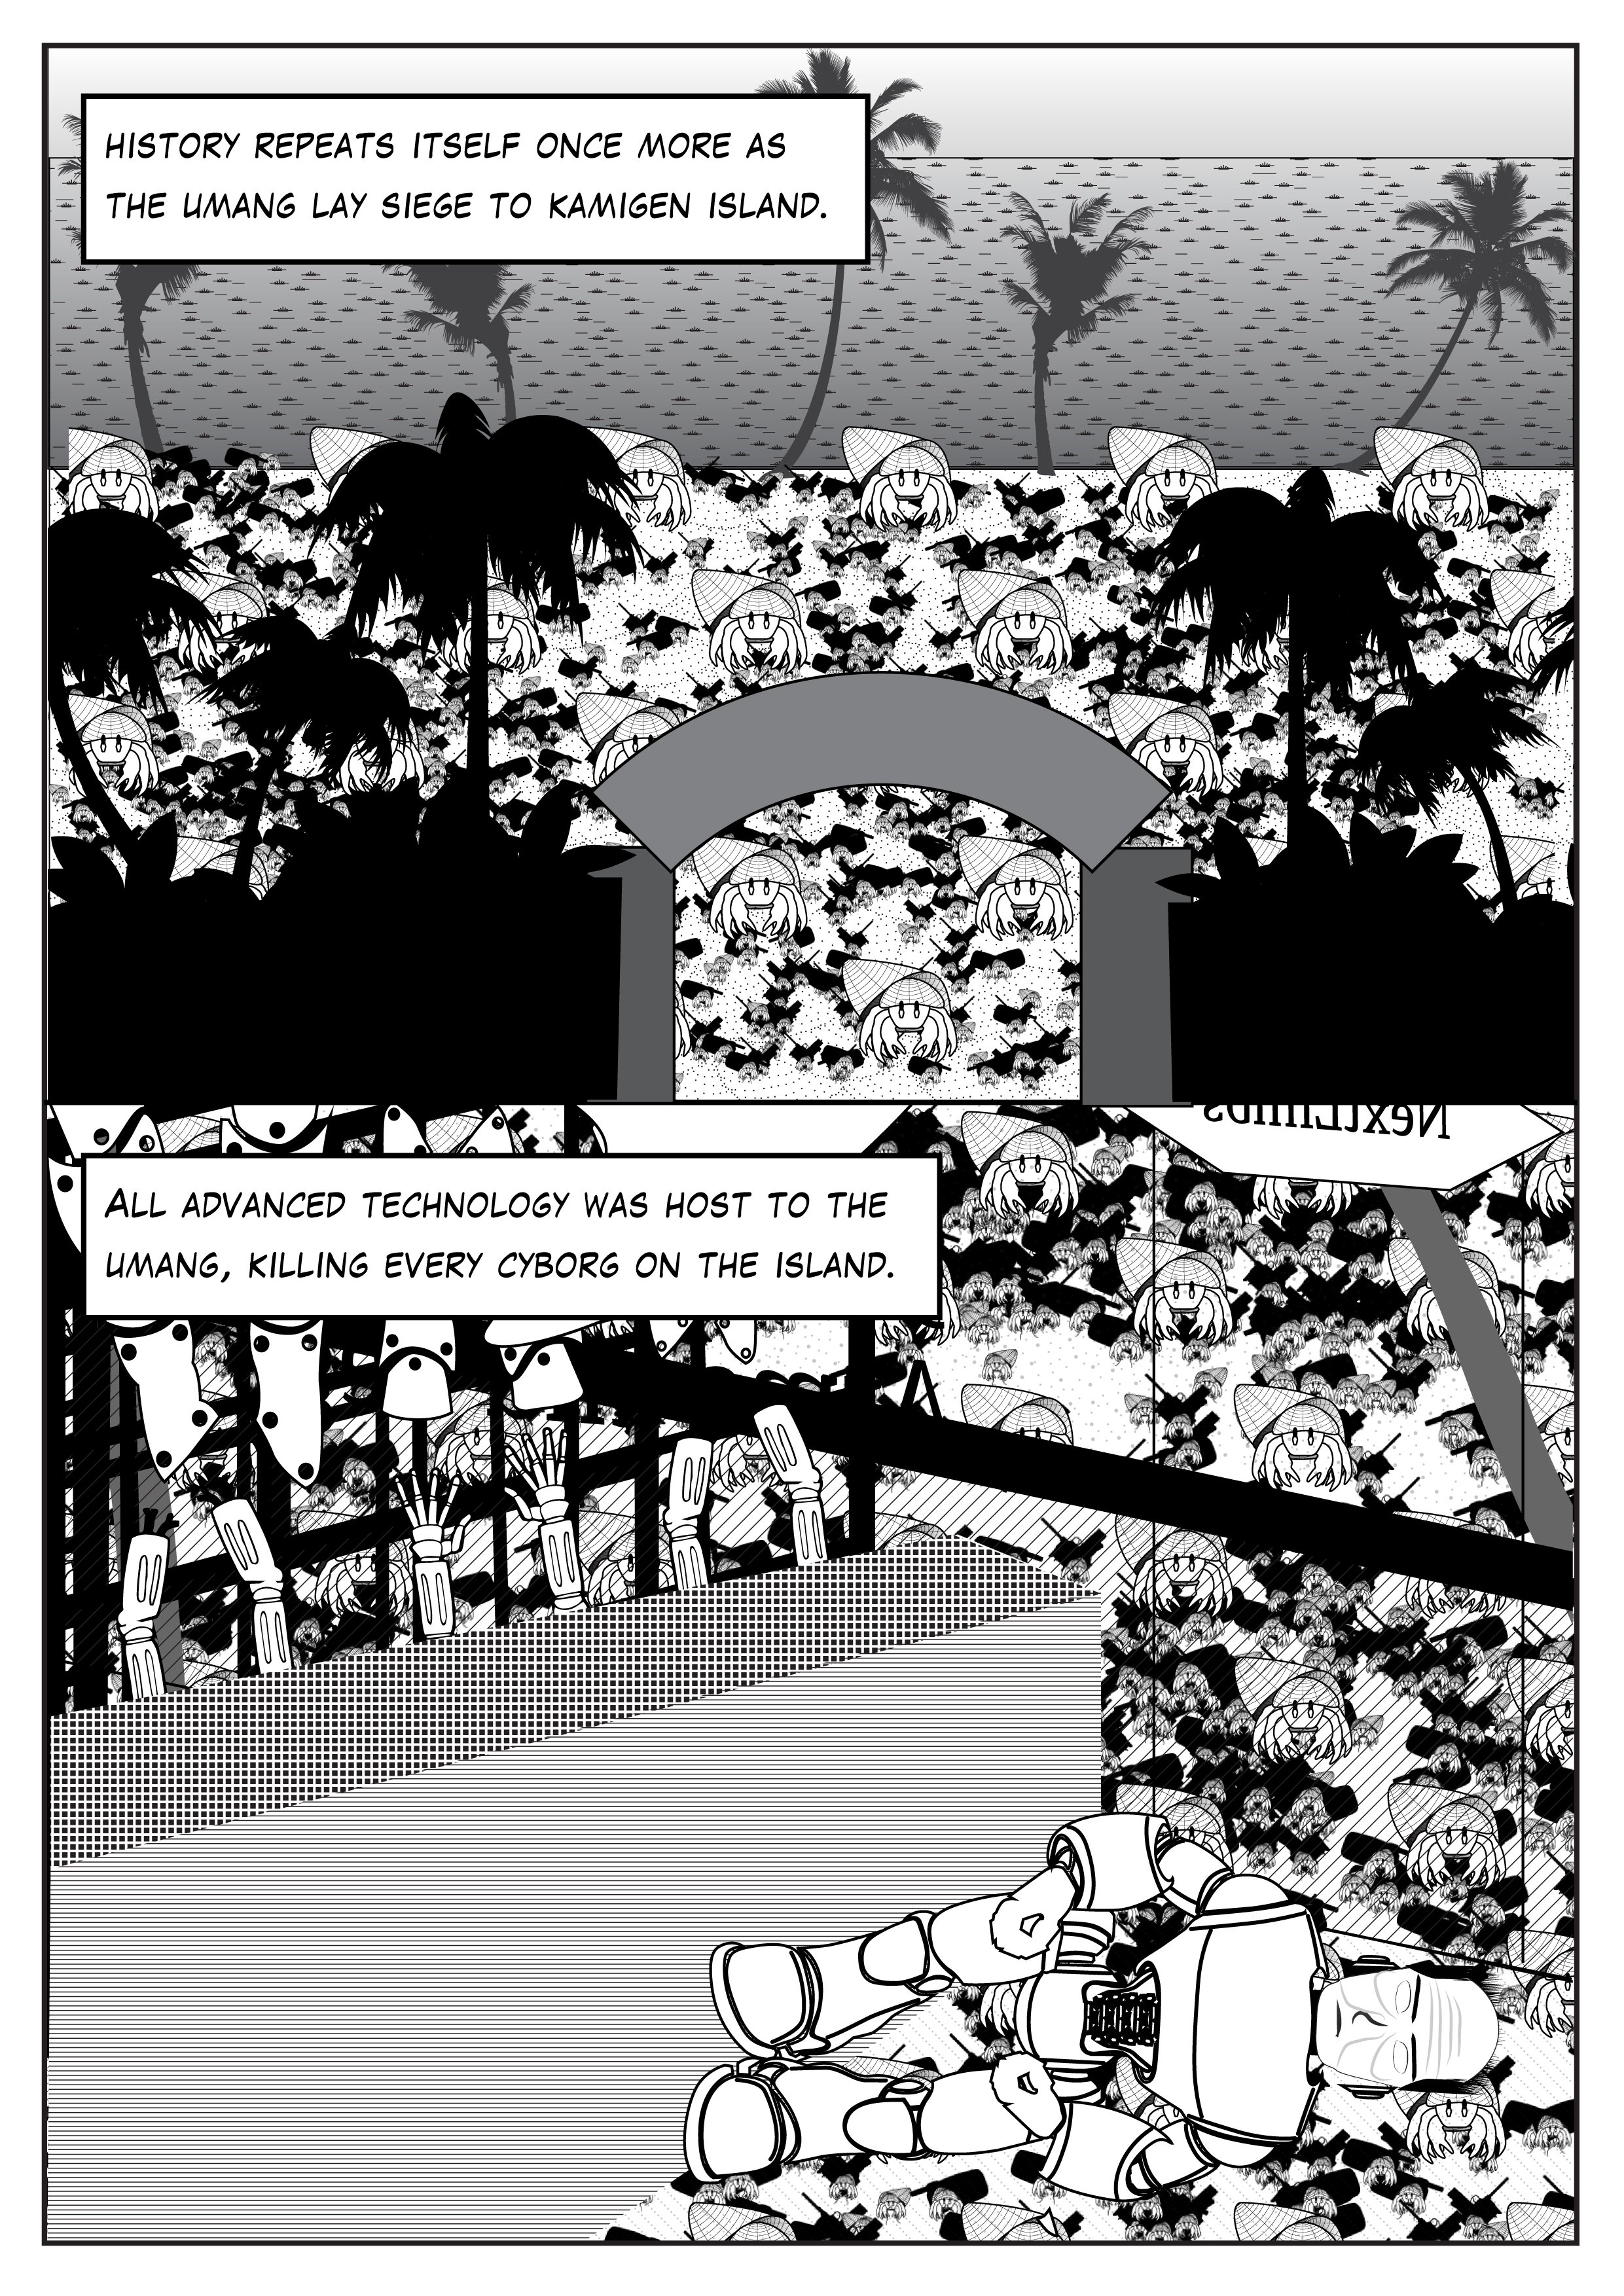 HISTORY REPEATS ITSELF ONCE MORE AS
THE UMANG LAY SIEGE TO KAMIGEN ISLAND.
NextLimbs
ALL ADVANCED TECHNOLOGY WAS HOST TO THE
UMANG, KILLING EVERY CYBORG ON THE ISLAND.